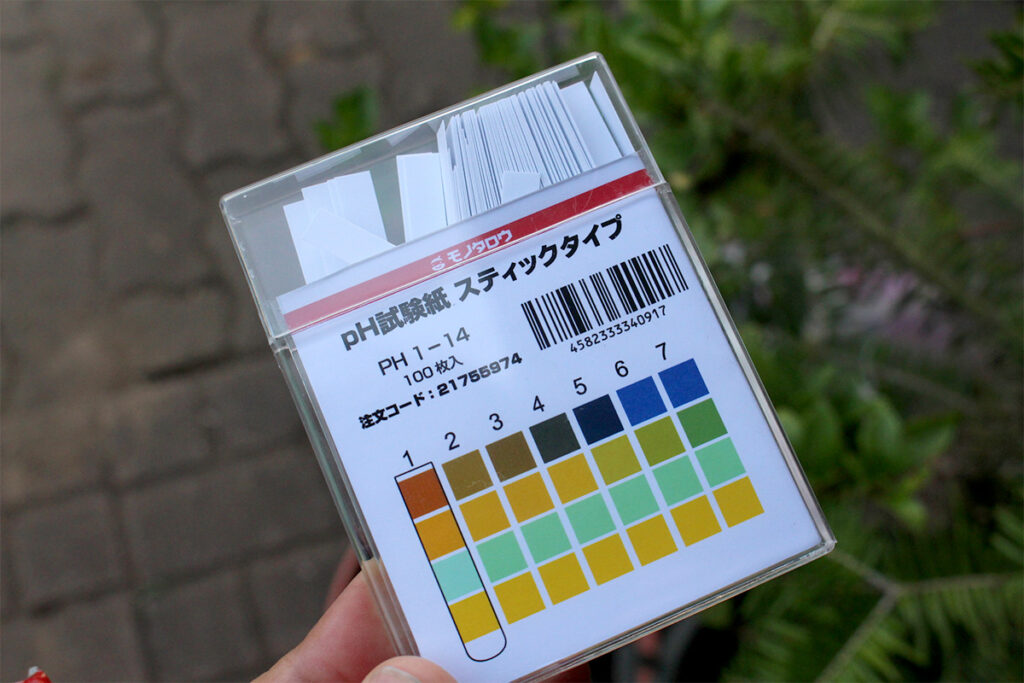 モノタロウ
pH試験紙 スティックタイプ
PH 1-14
100枚入
注文コード:21755974
4582333340917
1 2 3 4 5 6 7